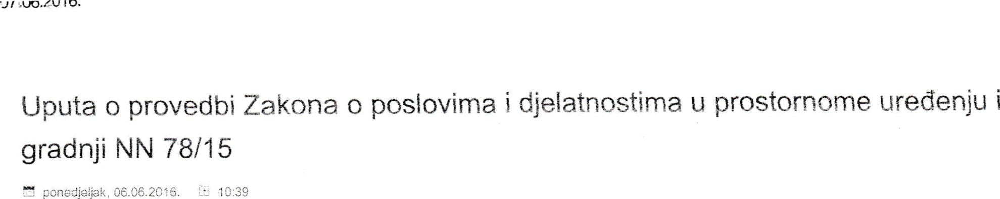 Uputa o provedbi Zakona o poslovima i djelatnostima u prostornome uređenju i
gradnji NN 78/15
ponedjeljak, 06.06.2016. 10:39